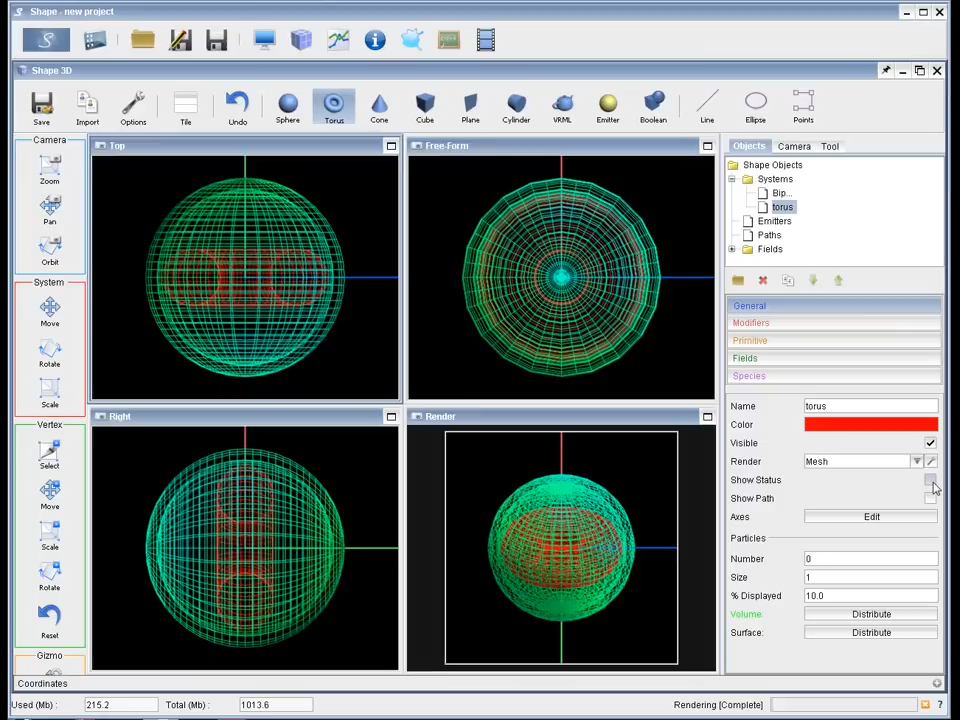 Shape - new project
Shape 3D
Save Import Options Tile Undo Sphere Torus Cone Cube Plane Cylinder VRML Emitter Boolean Line Ellipse Points
Camera
Zoom
Pan
Orbit
System
Move
Rotate
Scale
Vertex
Select
Move
Scale
Rotate
Reset
Gizmo
Top
Free-Form
Right
Render
Objects Camera Tool
Shape Objects
Systems
Bip...
torus
Emitters
Paths
Fields
General
Modifiers
Primitive
Fields
Species
Name torus
Color
Visible
Render Mesh
Show Status
Show Path
Axes Edit
Particles
Number 0
Size 1
% Displayed 10.0
Volume: Distribute
Surface: Distribute
Coordinates
Used (Mb) : 215.2 Total (Mb) : 1013.6 Rendering [Complete]